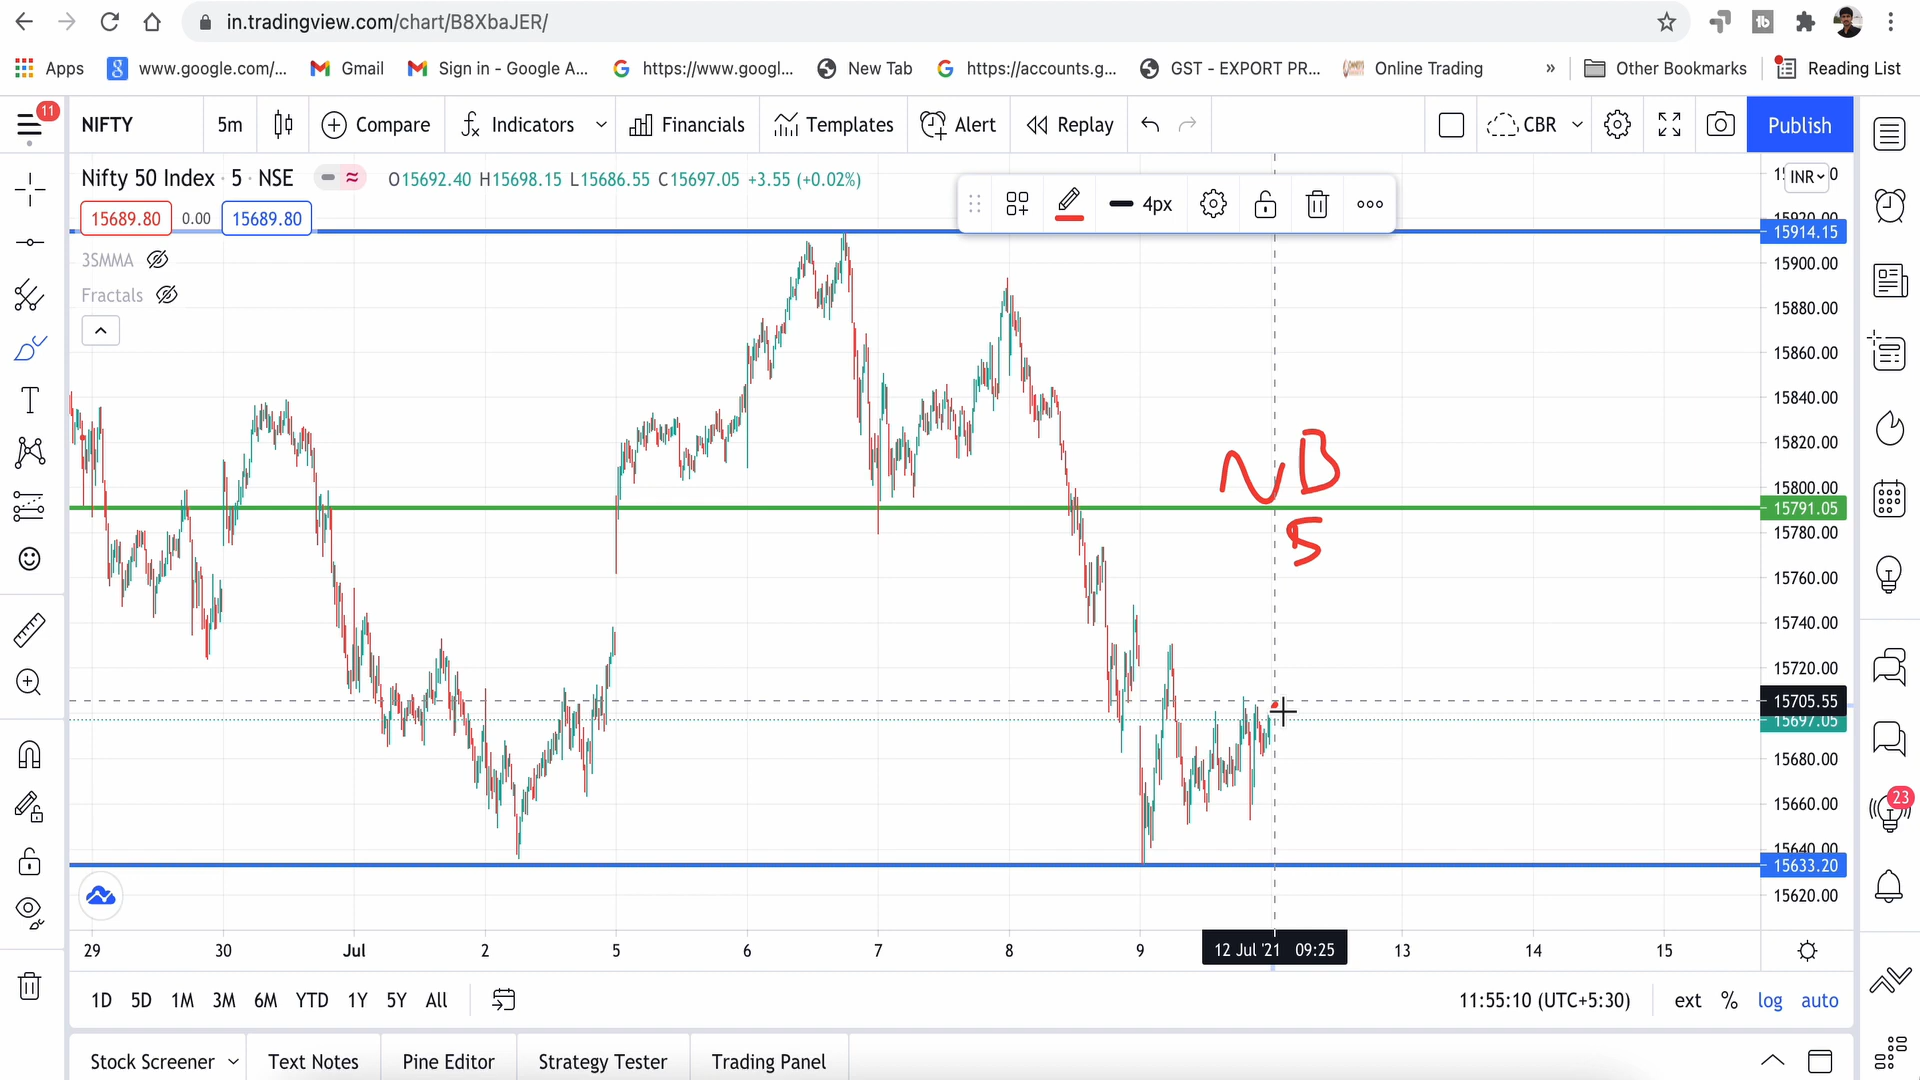 in.tradingview.com/chart/B8XbaJER/
Apps www.google.com/... Gmail Sign in - Google A... https://www.googl... New Tab https://accounts.g... GST - EXPORT PR... Online Trading » Other Bookmarks Reading List
11 NIFTY 5m Compare Indicators Financials Templates Alert Replay CBR Publish
Nifty 50 Index · 5 · NSE O15692.40 H15698.15 L15686.55 C15697.05 +3.55 (+0.02%)
INR
15689.80 0.00 15689.80
4px
3SMMA
Fractals
15914.15
15900.00
15880.00
15860.00
15840.00
15820.00
15800.00
15791.05
15780.00
15760.00
15740.00
15720.00
15705.55
15697.05
15680.00
15660.00
15640.00
15633.20
15620.00
N B
S
23
29 30 Jul 2 5 6 7 8 9 12 Jul '21 09:25 13 14 15
1D 5D 1M 3M 6M YTD 1Y 5Y All 11:55:10 (UTC+5:30) ext % log auto
Stock Screener Text Notes Pine Editor Strategy Tester Trading Panel